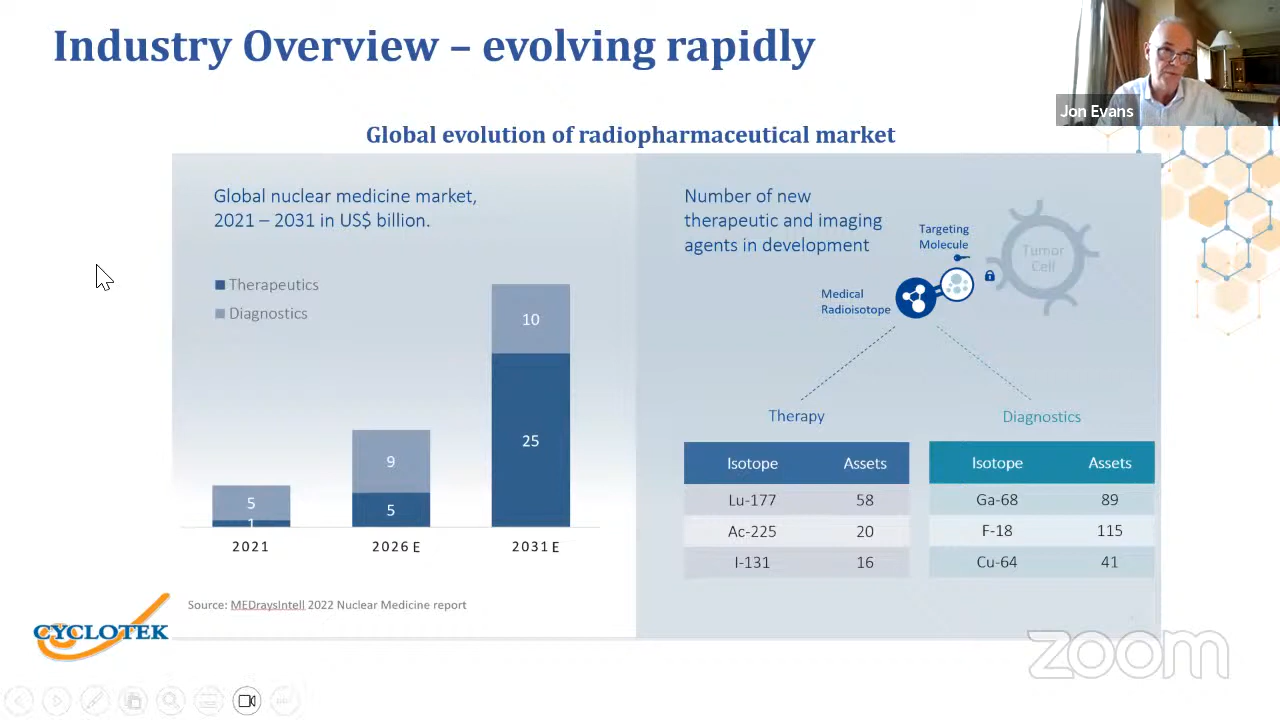 Industry Overview – evolving rapidly
Jon Evans
Global evolution of radiopharmaceutical market
Global nuclear medicine market,
2021 – 2031 in US$ billion.
Therapeutics
Diagnostics
5
1
9
5
10
25
2021
2026 E
2031 E
Source: MEDraysIntell 2022 Nuclear Medicine report
Number of new
therapeutic and imaging
agents in development
Targeting
Molecule
Tumor
Cell
Medical
Radioisotope
Therapy
Isotope Assets
Lu-177 58
Ac-225 20
I-131 16
Diagnostics
Isotope Assets
Ga-68 89
F-18 115
Cu-64 41
CYCLOTEK
zoom